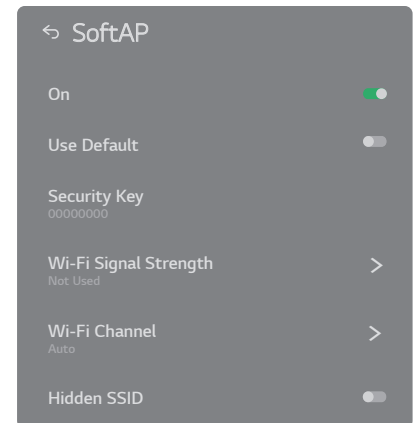 SoftAP
On
Use Default
Security Key
00000000
Wi-Fi Signal Strength
Not Used
Wi-Fi Channel
Auto
Hidden SSID